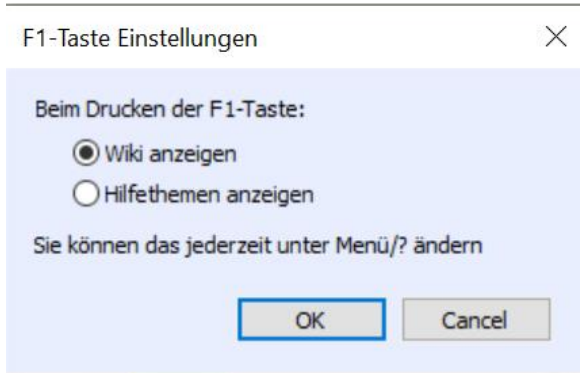 F1-Taste Einstellungen
Beim Drucken der F1-Taste:
Wiki anzeigen
Hilfethemen anzeigen
Sie können das jederzeit unter Menü/? ändern
OK Cancel